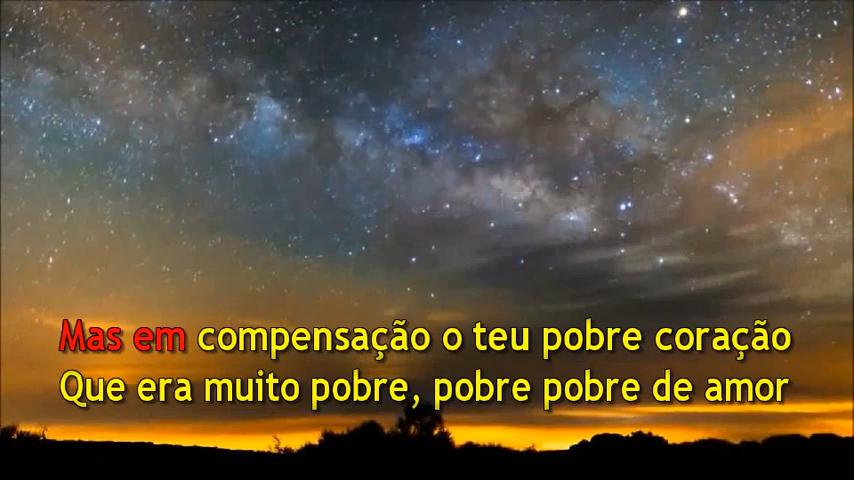 Mas em compensação o teu pobre coração
Que era muito pobre, pobre pobre de amor